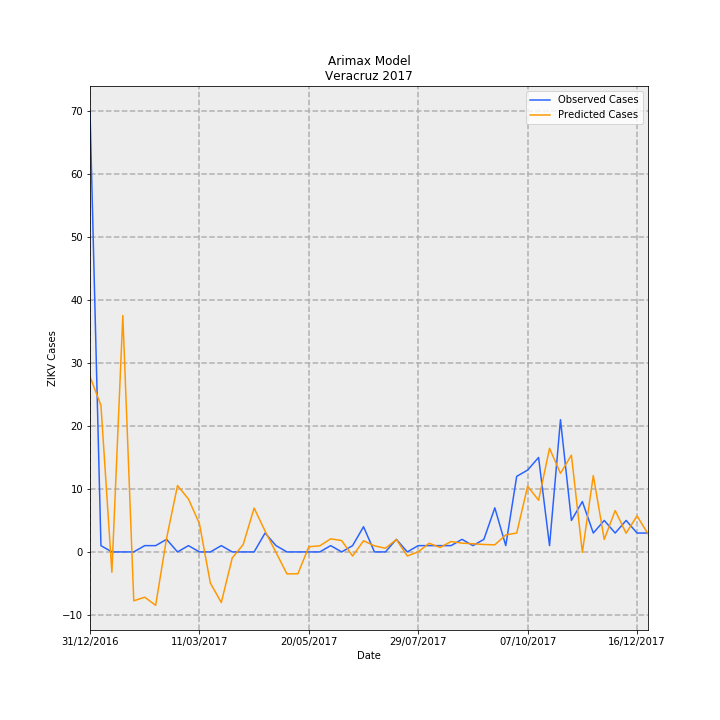 Arimax Model
Veracruz 2017
Observed Cases
Predicted Cases
70
60
50
40
30
20
10
0
−10
ZIKV Cases
31/12/2016 11/03/2017 20/05/2017 29/07/2017 07/10/2017 16/12/2017
Date